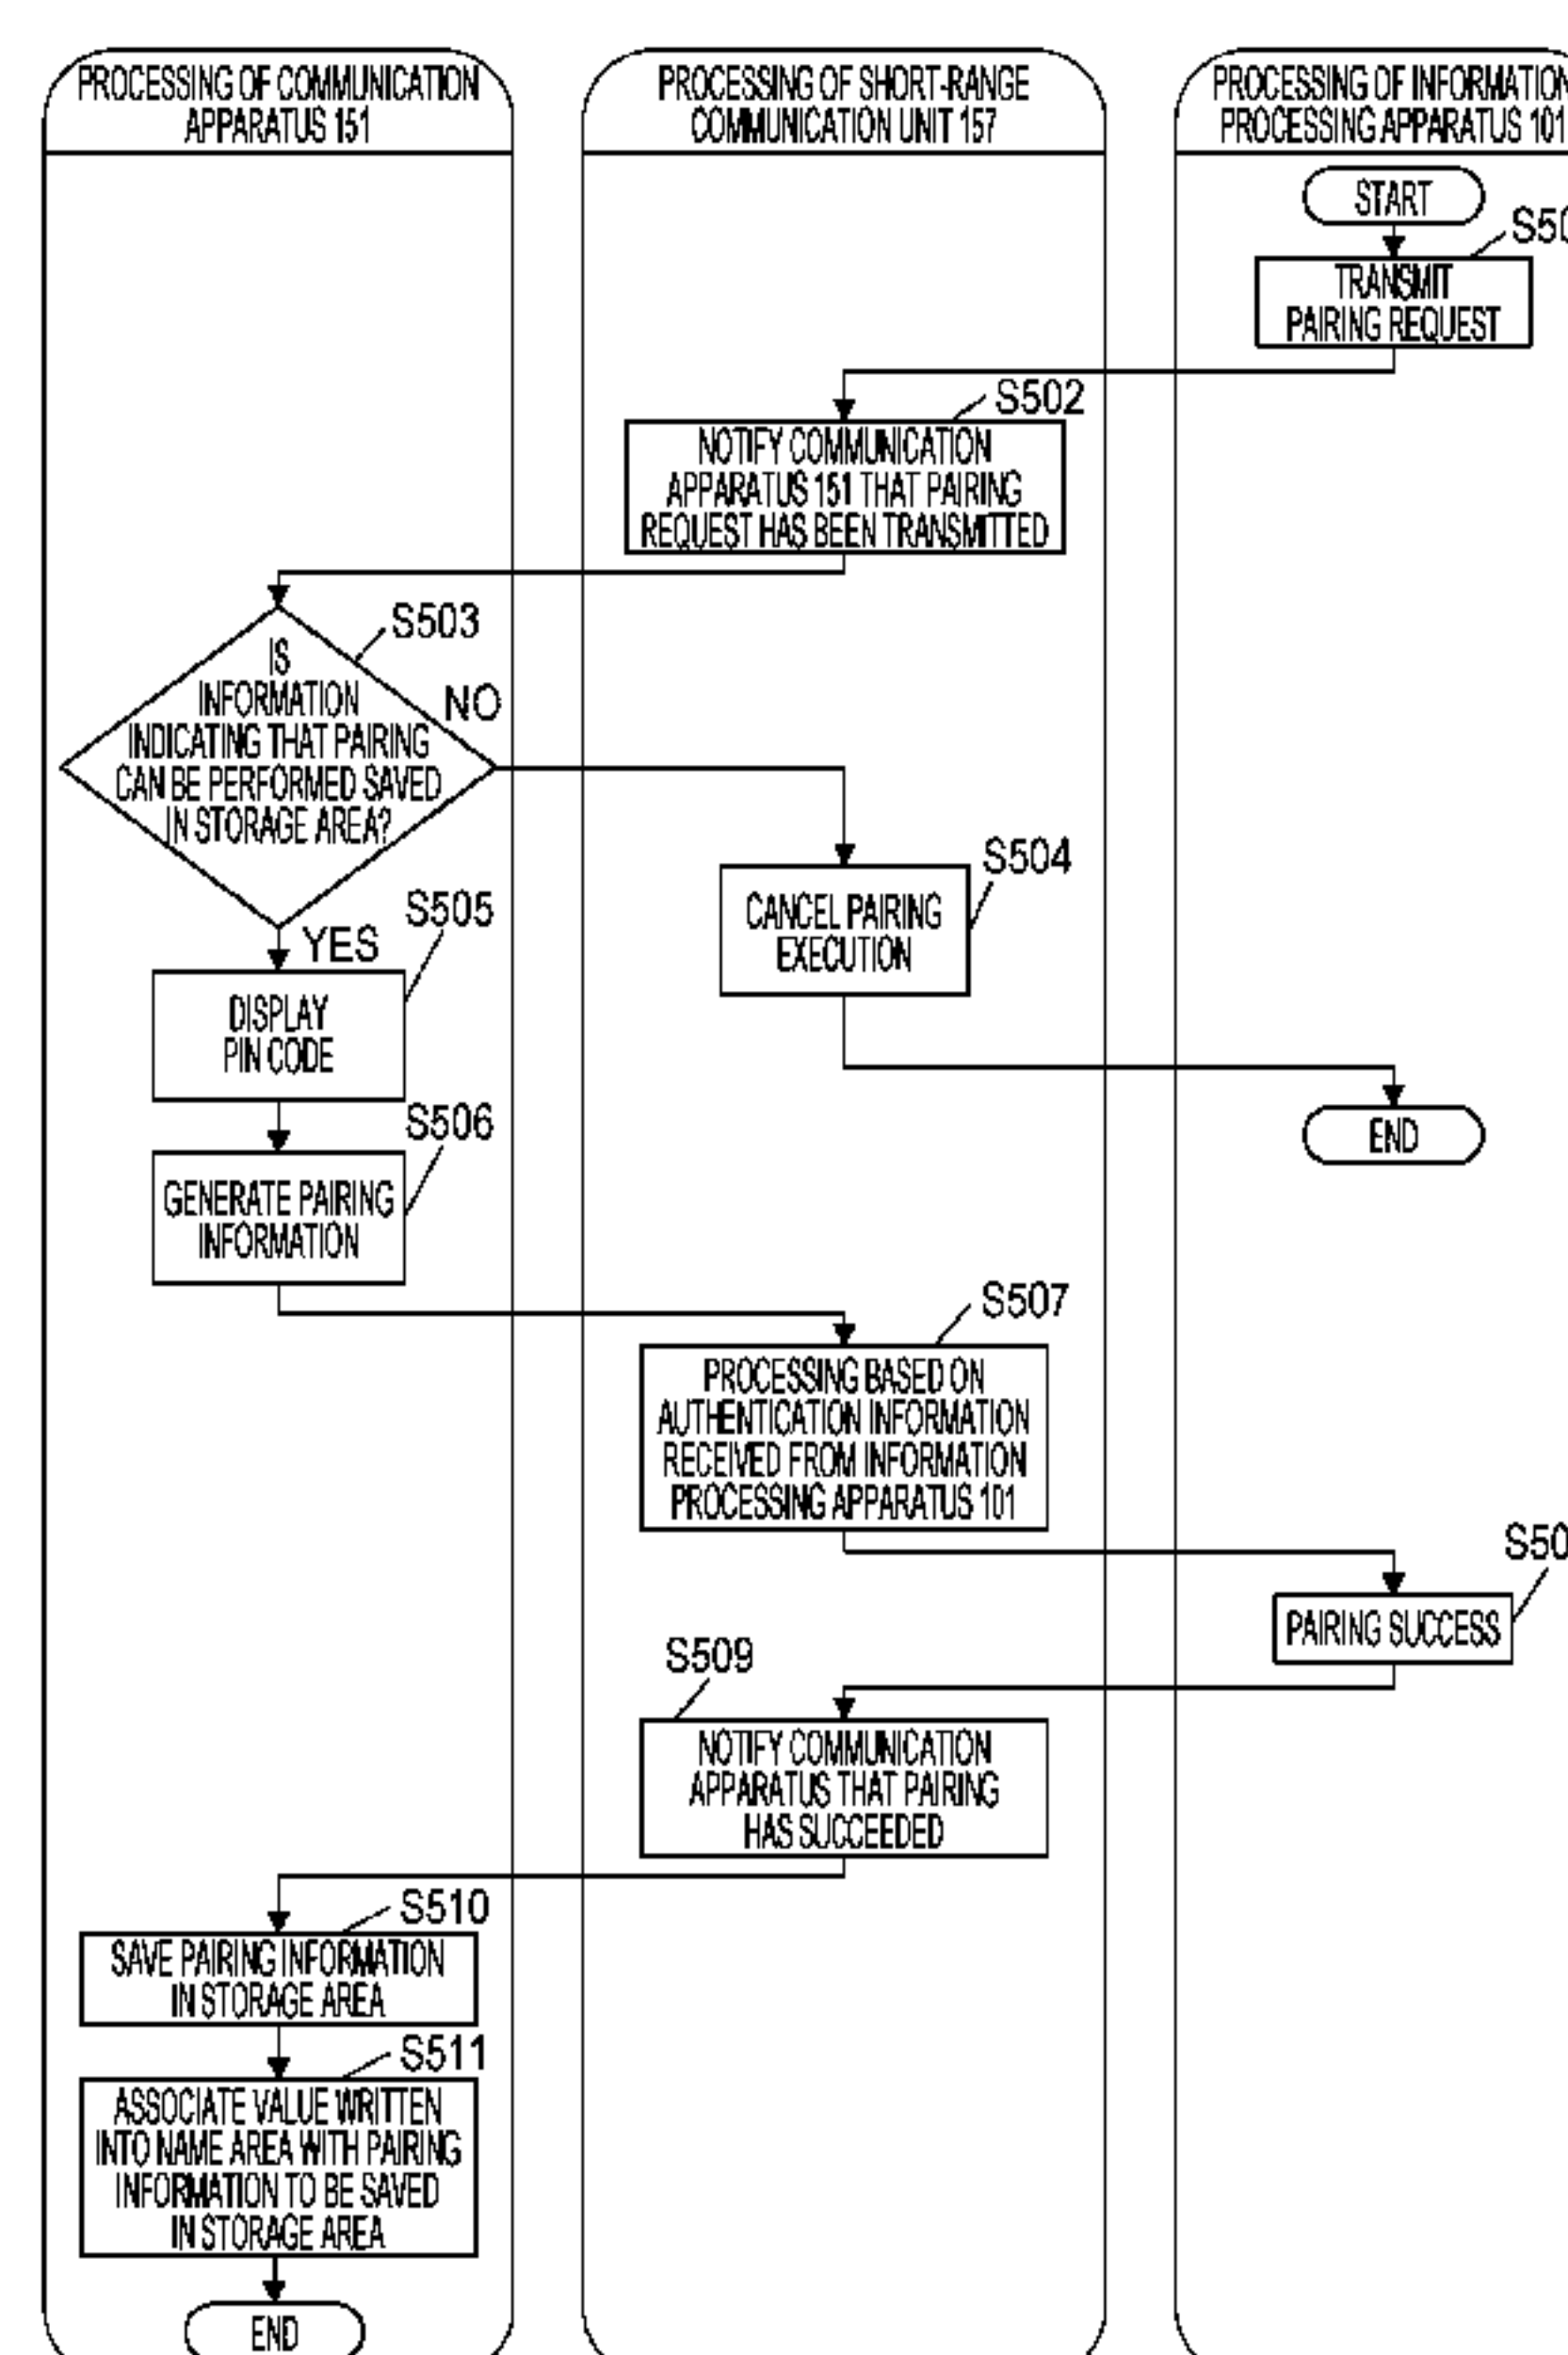 PROCESSING OF COMMUNICATION
APPARATUS 151
PROCESSING OF SHORT-RANGE
COMMUNICATION UNIT 157
PROCESSING OF INFORMATION
PROCESSING APPARATUS 101
START
S50
TRANSMIT
PAIRING REQUEST
S502
NOTIFY COMMUNICATION
APPARATUS 151 THAT PAIRING
REQUEST HAS BEEN TRANSMITTED
S503
IS
INFORMATION
INDICATING THAT PAIRING
CAN BE PERFORMED SAVED
IN STORAGE AREA?
NO
S504
CANCEL PAIRING
EXECUTION
END
YES
S505
DISPLAY
PIN CODE
S506
GENERATE PAIRING
INFORMATION
S507
PROCESSING BASED ON
AUTHENTICATION INFORMATION
RECEIVED FROM INFORMATION
PROCESSING APPARATUS 101
S50
PAIRING SUCCESS
S509
NOTIFY COMMUNICATION
APPARATUS THAT PAIRING
HAS SUCCEEDED
S510
SAVE PAIRING INFORMATION
IN STORAGE AREA
S511
ASSOCIATE VALUE WRITTEN
INTO NAME AREA WITH PAIRING
INFORMATION TO BE SAVED
IN STORAGE AREA
END